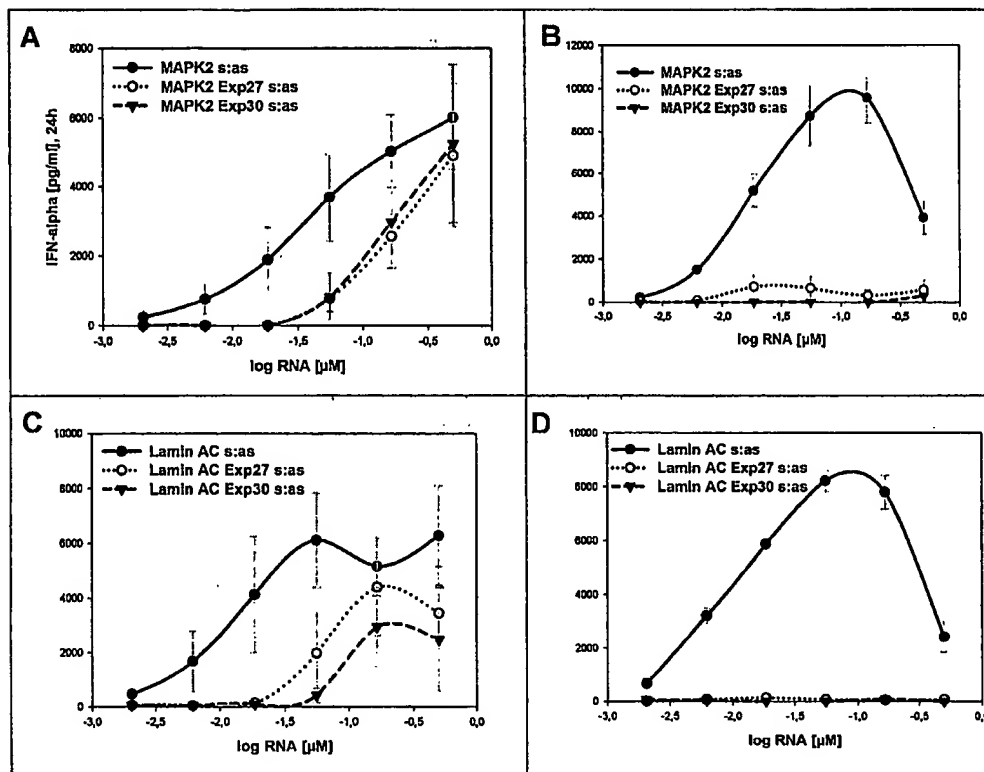 A
8000
6000
4000
2000
0
IFN-alpha [pg/ml], 24h
MAPK2 s:as
MAPK2 Exp27 s:as
MAPK2 Exp30 s:as
-3,0 -2,5 -2,0 -1,5 -1,0 -0,5 0,0
log RNA [µM]
B
12000
10000
8000
6000
4000
2000
0
MAPK2 s:as
MAPK2 Exp27 s:as
MAPK2 Exp30 s:as
-3,0 -2,5 -2,0 -1,5 -1,0 -0,5 0,0
log RNA [µM]
C
10000
8000
6000
4000
2000
0
Lamin AC s:as
Lamin AC Exp27 s:as
Lamin AC Exp30 s:as
-3,0 -2,5 -2,0 -1,5 -1,0 -0,5 0,0
log RNA [µM]
D
10000
8000
6000
4000
2000
0
Lamin AC s:as
Lamin AC Exp27 s:as
Lamin AC Exp30 s:as
-3,0 -2,5 -2,0 -1,5 -1,0 -0,5 0,0
log RNA [µM]